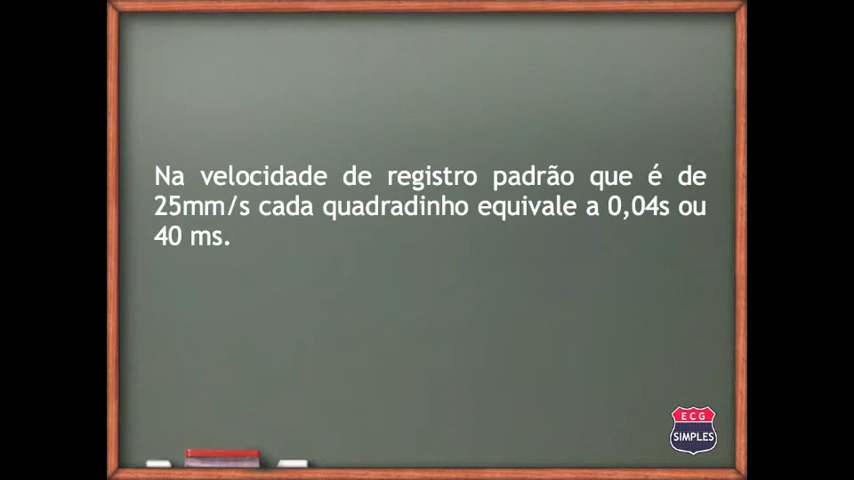 Na velocidade de registro padrão que é de
25mm/s cada quadradinho equivale a 0,04s ou
40 ms.
ECG
SIMPLES